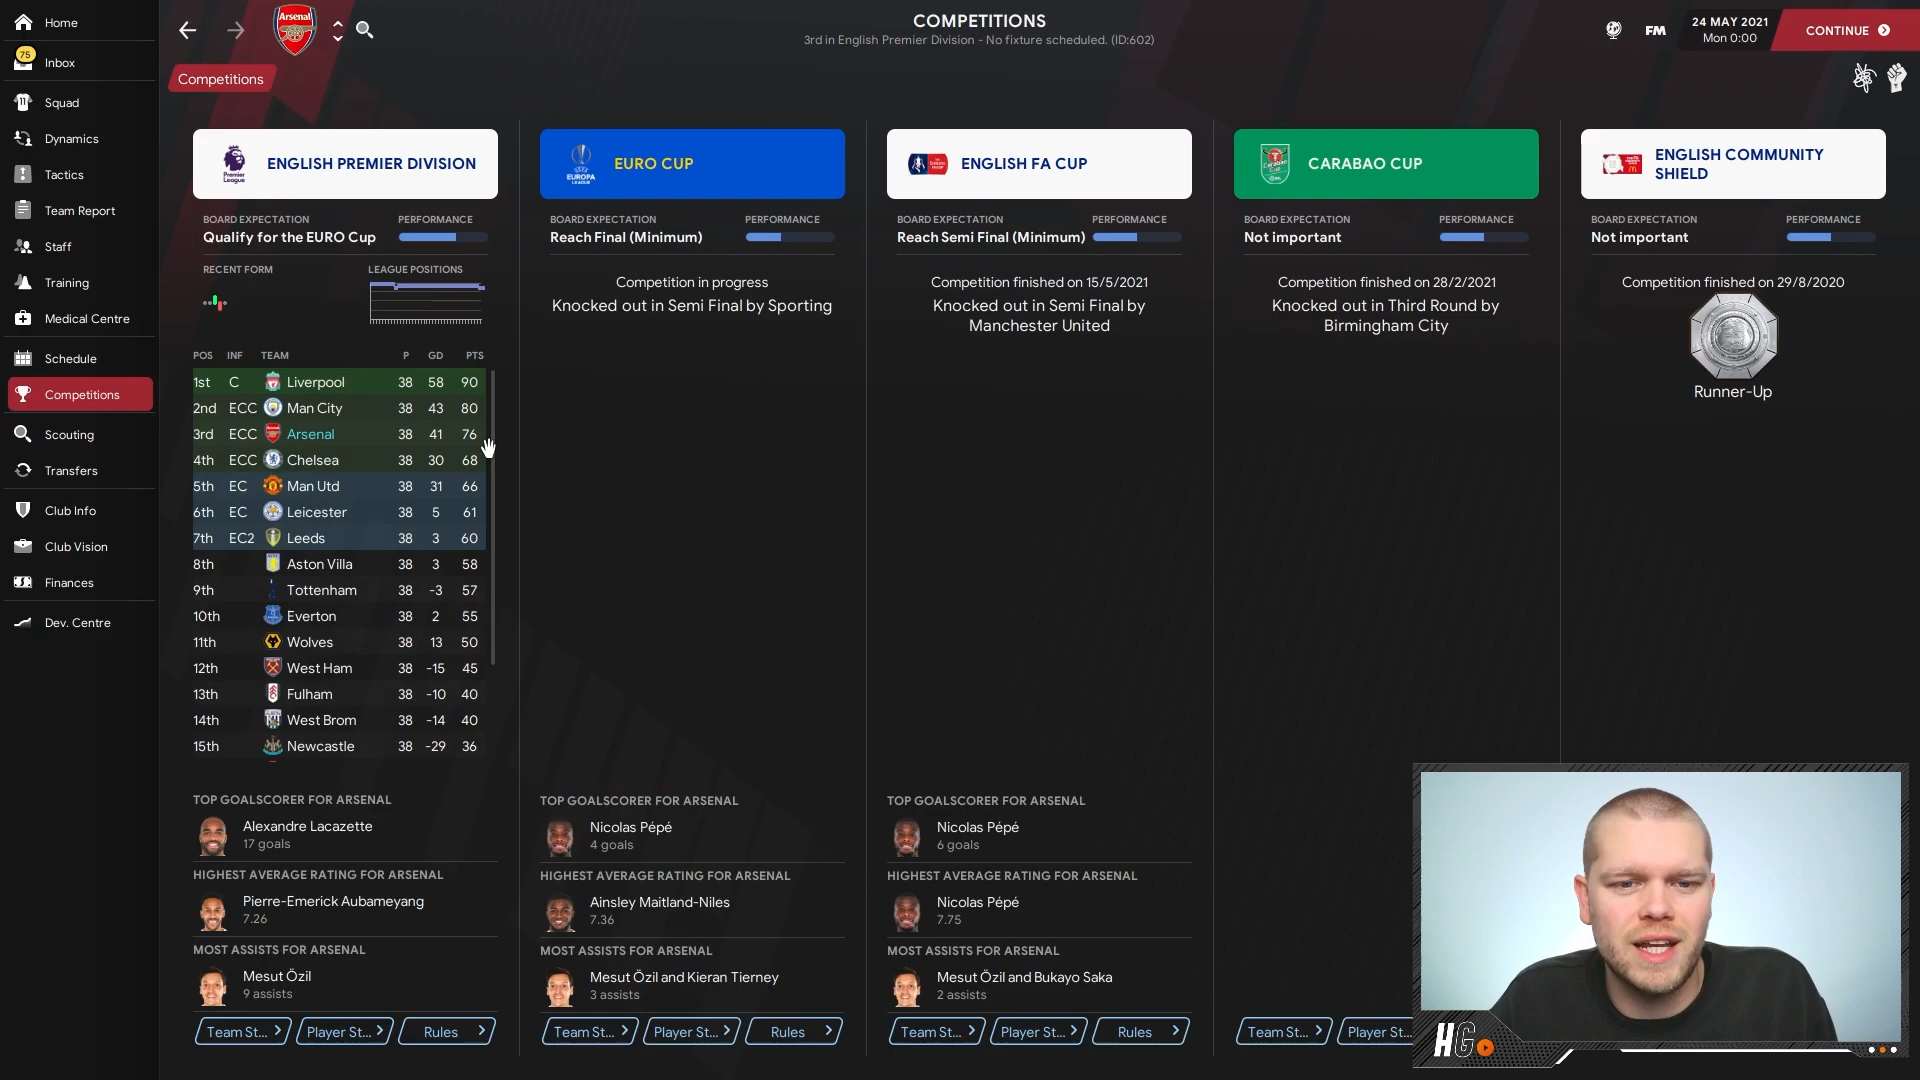 Home
75
Inbox
Squad
Dynamics
Tactics
Team Report
Staff
Training
Medical Centre
Schedule
Competitions
Scouting
Transfers
Club Info
Club Vision
Finances
Dev. Centre
Arsenal
COMPETITIONS
3rd in English Premier Division - No fixture scheduled. (ID:602)
FM
24 MAY 2021
Mon 0:00
CONTINUE
Competitions
Premier League
ENGLISH PREMIER DIVISION
BOARD EXPECTATION PERFORMANCE
Qualify for the EURO Cup
RECENT FORM LEAGUE POSITIONS
POS INF TEAM P GD PTS
1st C Liverpool 38 58 90
2nd ECC Man City 38 43 80
3rd ECC Arsenal 38 41 76
4th ECC Chelsea 38 30 68
5th EC Man Utd 38 31 66
6th EC Leicester 38 5 61
7th EC2 Leeds 38 3 60
8th Aston Villa 38 3 58
9th Tottenham 38 -3 57
10th Everton 38 2 55
11th Wolves 38 13 50
12th West Ham 38 -15 45
13th Fulham 38 -10 40
14th West Brom 38 -14 40
15th Newcastle 38 -29 36
TOP GOALSCORER FOR ARSENAL
Alexandre Lacazette
17 goals
HIGHEST AVERAGE RATING FOR ARSENAL
Pierre-Emerick Aubameyang
7.26
MOST ASSISTS FOR ARSENAL
Mesut Özil
9 assists
Team St... Player St... Rules
EUROPA
LEAGUE
EURO CUP
BOARD EXPECTATION PERFORMANCE
Reach Final (Minimum)
Competition in progress
Knocked out in Semi Final by Sporting
TOP GOALSCORER FOR ARSENAL
Nicolas Pépé
4 goals
HIGHEST AVERAGE RATING FOR ARSENAL
Ainsley Maitland-Niles
7.36
MOST ASSISTS FOR ARSENAL
Mesut Özil and Kieran Tierney
3 assists
Team St... Player St... Rules
ENGLISH FA CUP
BOARD EXPECTATION PERFORMANCE
Reach Semi Final (Minimum)
Competition finished on 15/5/2021
Knocked out in Semi Final by
Manchester United
TOP GOALSCORER FOR ARSENAL
Nicolas Pépé
6 goals
HIGHEST AVERAGE RATING FOR ARSENAL
Nicolas Pépé
7.75
MOST ASSISTS FOR ARSENAL
Mesut Özil and Bukayo Saka
2 assists
Team St... Player St... Rules
CARABAO CUP
BOARD EXPECTATION PERFORMANCE
Not important
Competition finished on 28/2/2021
Knocked out in Third Round by
Birmingham City
Team St... Player St...
ENGLISH COMMUNITY
SHIELD
BOARD EXPECTATION PERFORMANCE
Not important
Competition finished on 29/8/2020
Runner-Up
HG